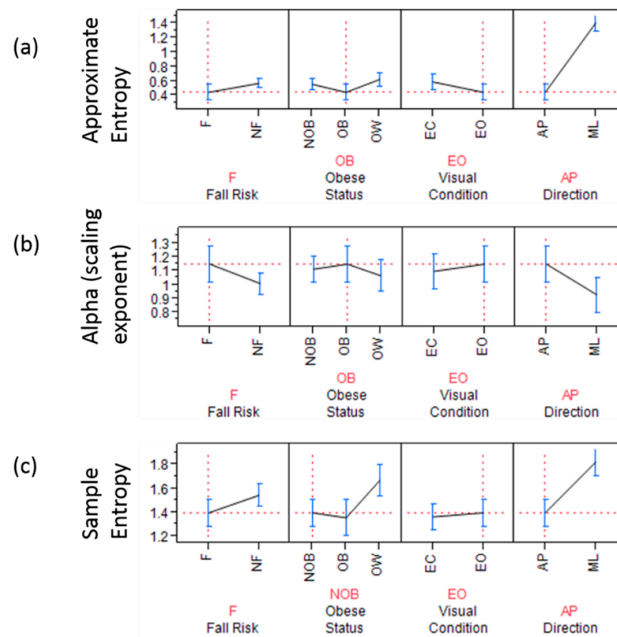 (a)
Approximate
Entropy
1.4
1.2
1
0.8
0.6
0.4
F
NF
NOB
OB
OW
EC
EO
AP
ML
F
OB
EO
AP
Fall Risk
Obese
Status
Visual
Condition
Direction
(b)
Alpha (scaling
exponent)
1.3
1.2
1.1
1
0.9
0.8
F
NF
NOB
OB
OW
EC
EO
AP
ML
F
OB
EO
AP
Fall Risk
Obese
Status
Visual
Condition
Direction
(c)
Sample
Entropy
1.8
1.6
1.4
1.2
F
NF
NOB
OB
OW
EC
EO
AP
ML
F
NOB
EO
AP
Fall Risk
Obese
Status
Visual
Condition
Direction